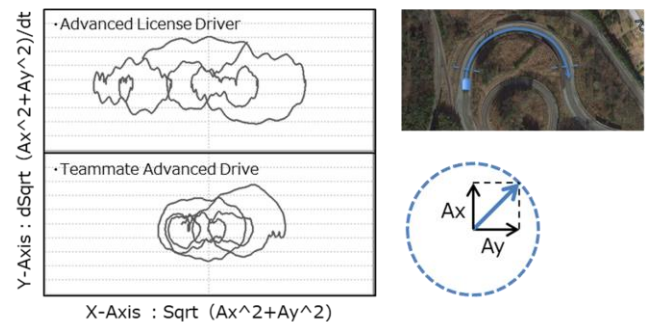 ・Advanced License Driver
・Teammate Advanced Drive
Y-Axis : dSqrt (Ax^2+Ay^2)/dt
X-Axis : Sqrt (Ax^2+Ay^2)
Ax
Ay